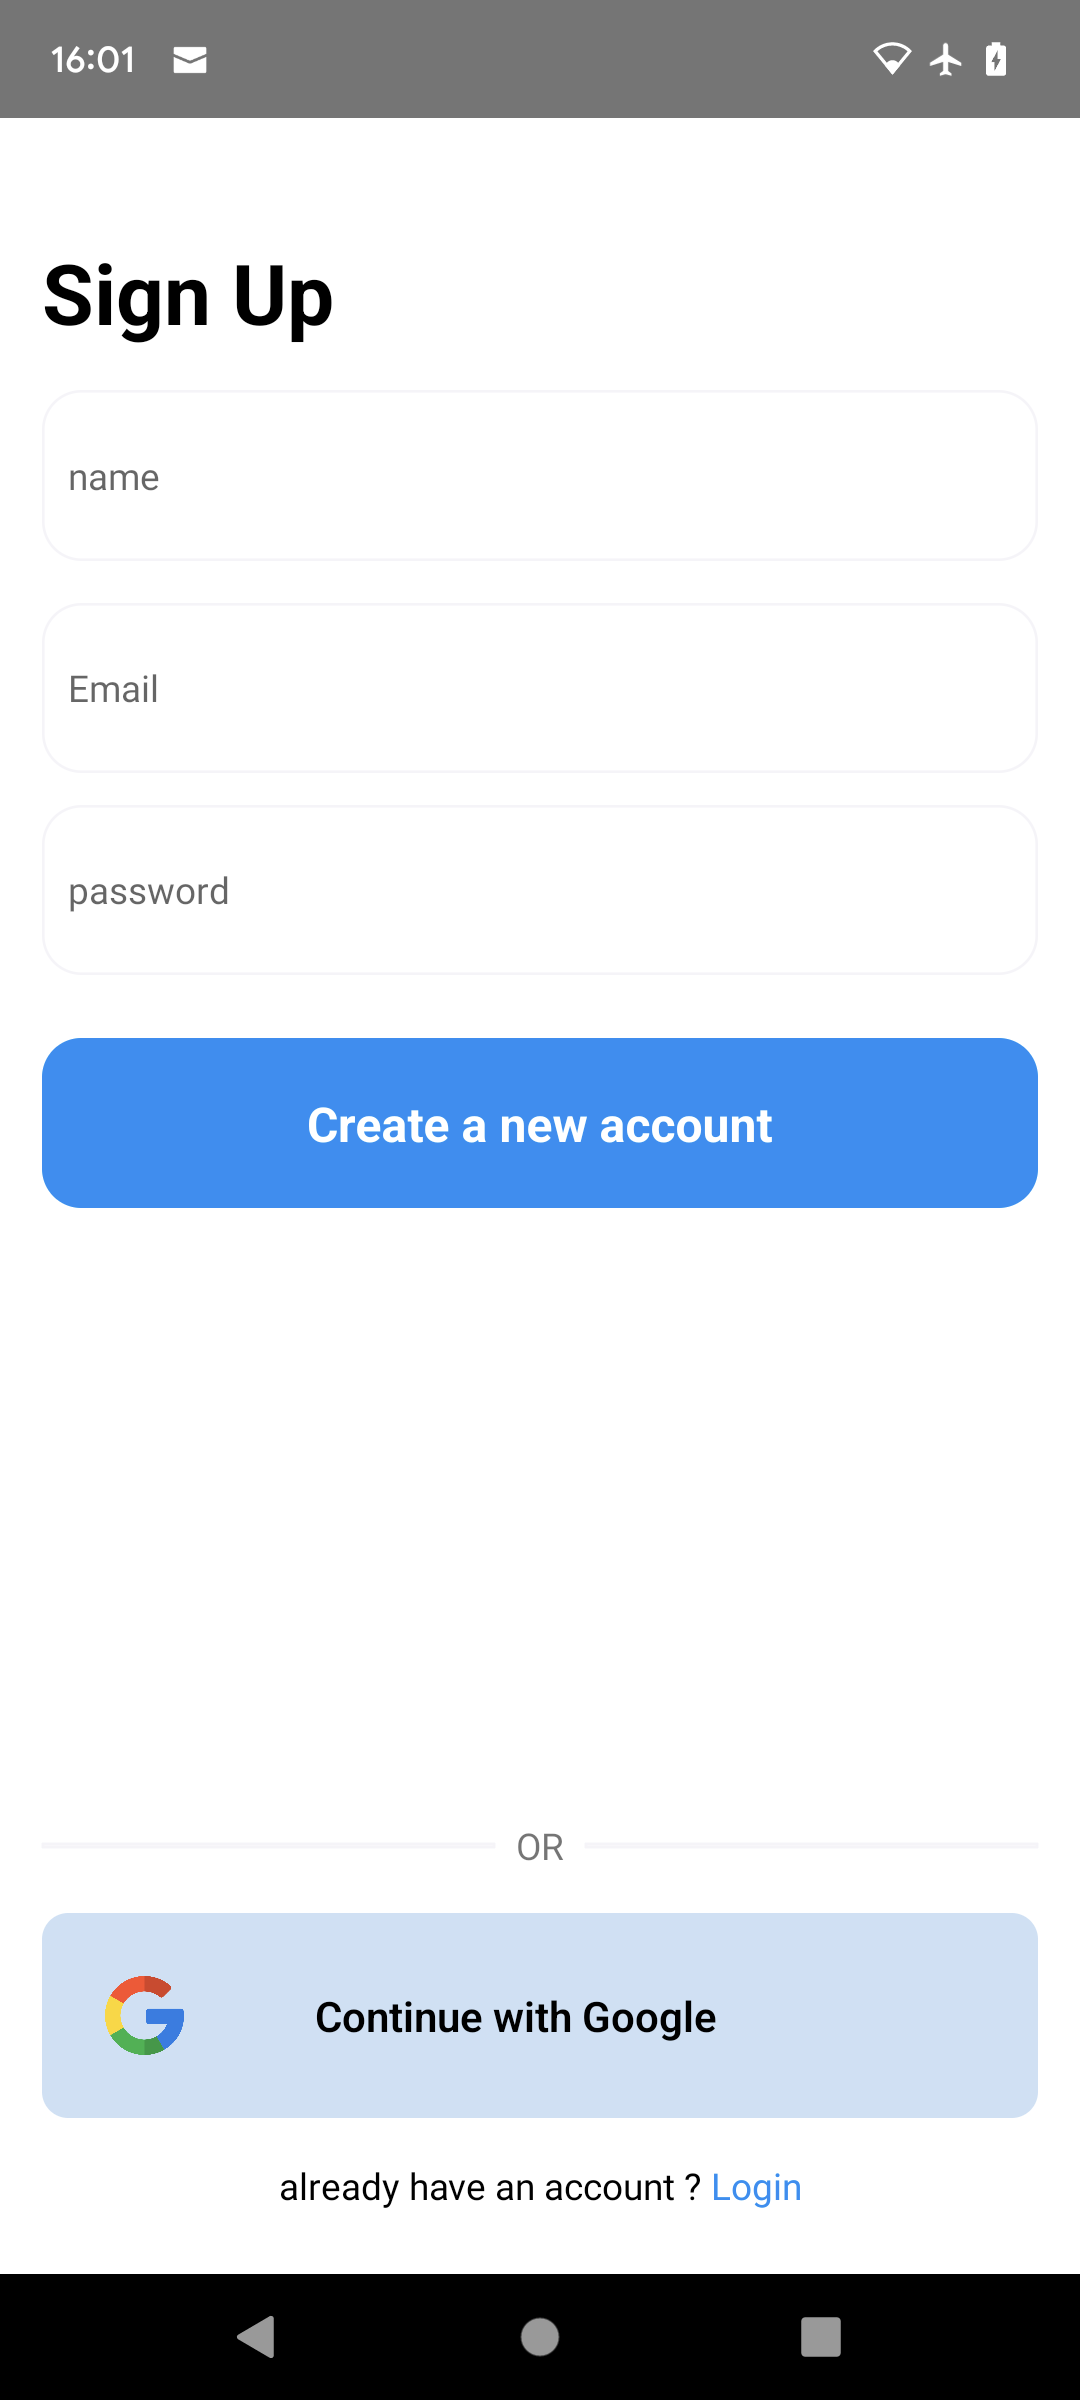 16:01
Sign Up
name
Email
password
Create a new account
OR
Continue with Google
already have an account ? Login